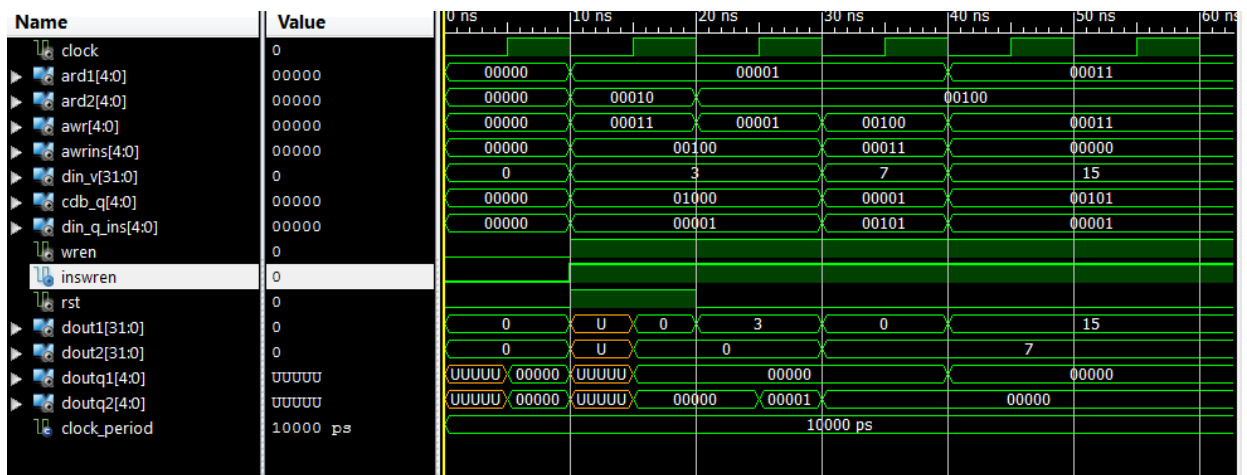 Name Value 0 ns 10 ns 20 ns 30 ns 40 ns 50 ns 60 ns
clock 0
ard1[4:0] 00000 00000 00001 00011
ard2[4:0] 00000 00000 00010 00100
awr[4:0] 00000 00000 00011 00001 00100 00011
awrins[4:0] 00000 00000 00100 00011 00000
din_v[31:0] 0 0 3 7 15
cdb_q[4:0] 00000 00000 01000 00001 00101
din_q_ins[4:0] 00000 00000 00001 00101 00001
wren 0
inswren 0
rst 0
dout1[31:0] 0 0 U 0 3 0 15
dout2[31:0] 0 0 U 0 7
doutq1[4:0] UUUUU UUUUU 00000 UUUUU 00000 00000
doutq2[4:0] UUUUU UUUUU 00000 UUUUU 00000 00001 00000
clock_period 10000 ps 10000 ps